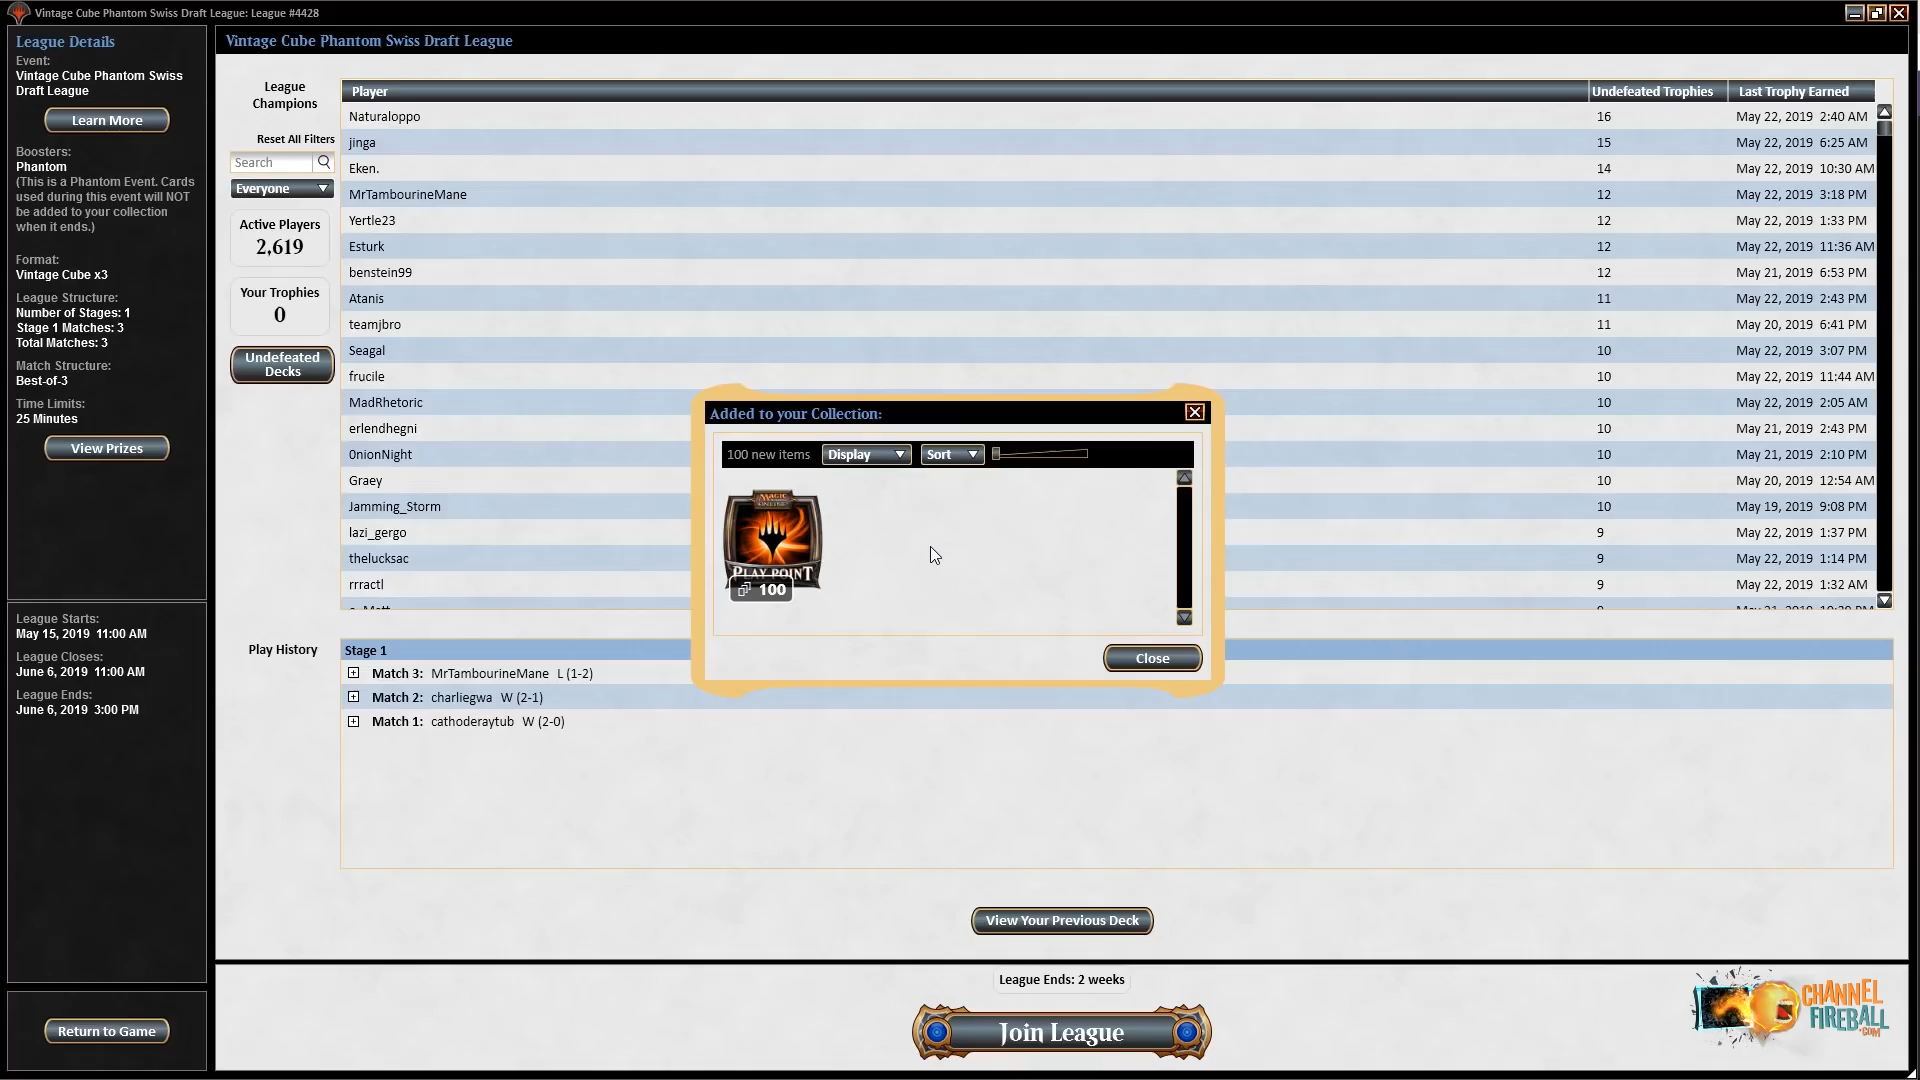 Vintage Cube Phantom Swiss Draft League: League #4428
League Details
Event:
Vintage Cube Phantom Swiss
Draft League
Learn More
Boosters:
Phantom
(This is a Phantom Event. Cards
used during this event will NOT
be added to your collection
when it ends.)
Format:
Vintage Cube x3
League Structure:
Number of Stages: 1
Stage 1 Matches: 3
Total Matches: 3
Match Structure:
Best-of-3
Time Limits:
25 Minutes
View Prizes
League Starts:
May 15, 2019 11:00 AM
League Closes:
June 6, 2019 11:00 AM
League Ends:
June 6, 2019 3:00 PM
Return to Game
Vintage Cube Phantom Swiss Draft League
League
Champions
Reset All Filters
Search
Everyone
Active Players
2,619
Your Trophies
0
Undefeated
Decks
Player Undefeated Trophies Last Trophy Earned
Naturaloppo 16 May 22, 2019 2:40 AM
jinga 15 May 22, 2019 6:25 AM
Eken. 14 May 22, 2019 10:30 AM
MrTambourineMane 12 May 22, 2019 3:18 PM
Yertle23 12 May 22, 2019 1:33 PM
Esturk 12 May 22, 2019 11:36 AM
benstein99 12 May 21, 2019 6:53 PM
Atanis 11 May 22, 2019 2:43 PM
teamjbro 11 May 20, 2019 6:41 PM
Seagal 10 May 22, 2019 3:07 PM
frucile 10 May 22, 2019 11:44 AM
MadRhetoric 10 May 22, 2019 2:05 AM
erlendhegni 10 May 21, 2019 2:43 PM
0nionNight 10 May 21, 2019 2:10 PM
Graey 10 May 20, 2019 12:54 AM
Jamming_Storm 10 May 19, 2019 9:08 PM
lazi_gergo 9 May 22, 2019 1:37 PM
thelucksac 9 May 22, 2019 1:14 PM
rrractl 9 May 22, 2019 1:32 AM
Added to your Collection:
100 new items Display Sort
MAGIC
ONLINE
PLAY POINT
100
Close
Play History
Stage 1
Match 3: MrTambourineMane L (1-2)
Match 2: charliegwa W (2-1)
Match 1: cathoderaytub W (2-0)
View Your Previous Deck
League Ends: 2 weeks
Join League
CHANNEL
FIREBALL
.COM